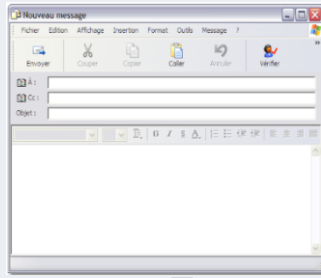 Nouveau message
Fichier Edition Affichage Insertion Format Outils Message ?
Envoyer Couper Copier Coller Annuler Vérifier
À :
Cc :
Objet :
G I S A